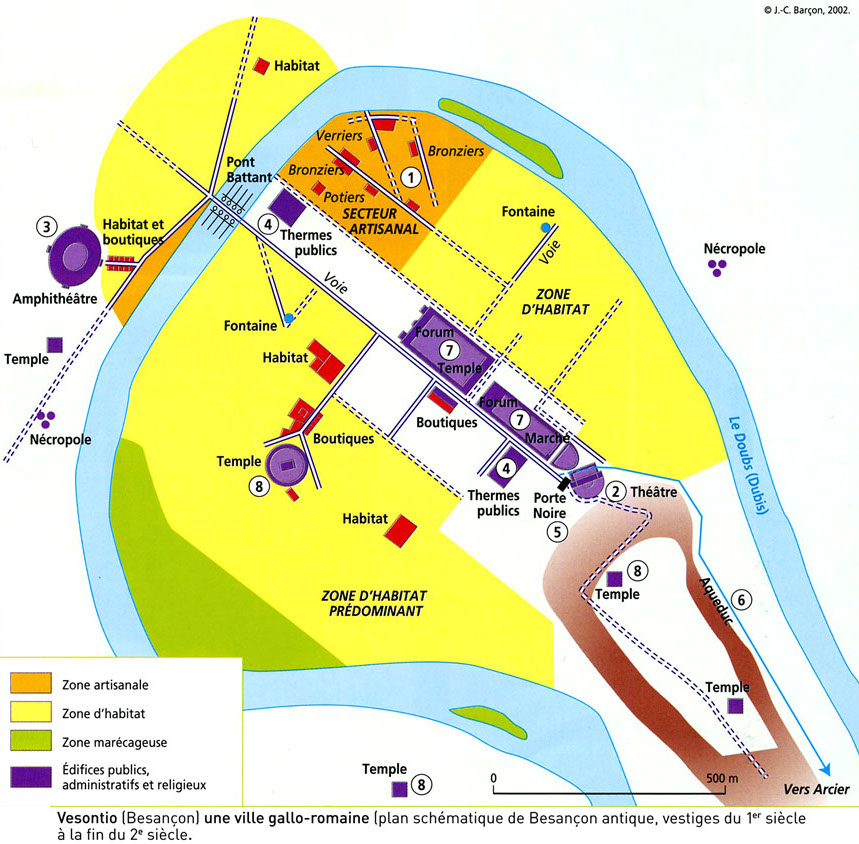 © J.-C. Barçon, 2002.
Habitat
Verriers
Bronziers
Pont
Battant
Bronziers
1
Potiers
SECTEUR
ARTISANAL
3
Habitat et
boutiques
4
Thermes
publics
Fontaine
Voie
Nécropole
Amphithéâtre
Voie
ZONE
D'HABITAT
Fontaine
Temple
Forum
7
Temple
Habitat
Forum
7
Marché
Boutiques
Nécropole
Boutiques
Temple
8
4
Thermes
publics
Porte
Noire
5
2 Théâtre
Le Doubs (Dubis)
Habitat
8
Temple
Aqueduc
6
ZONE D'HABITAT
PRÉDOMINANT
Temple
Zone artisanale
Zone d'habitat
Zone marécageuse
Édifices publics,
administratifs et religieux
Temple
8
0
500 m
Vers Arcier
Vesontio (Besançon) une ville gallo-romaine (plan schématique de Besançon antique, vestiges du 1er siècle
à la fin du 2e siècle.